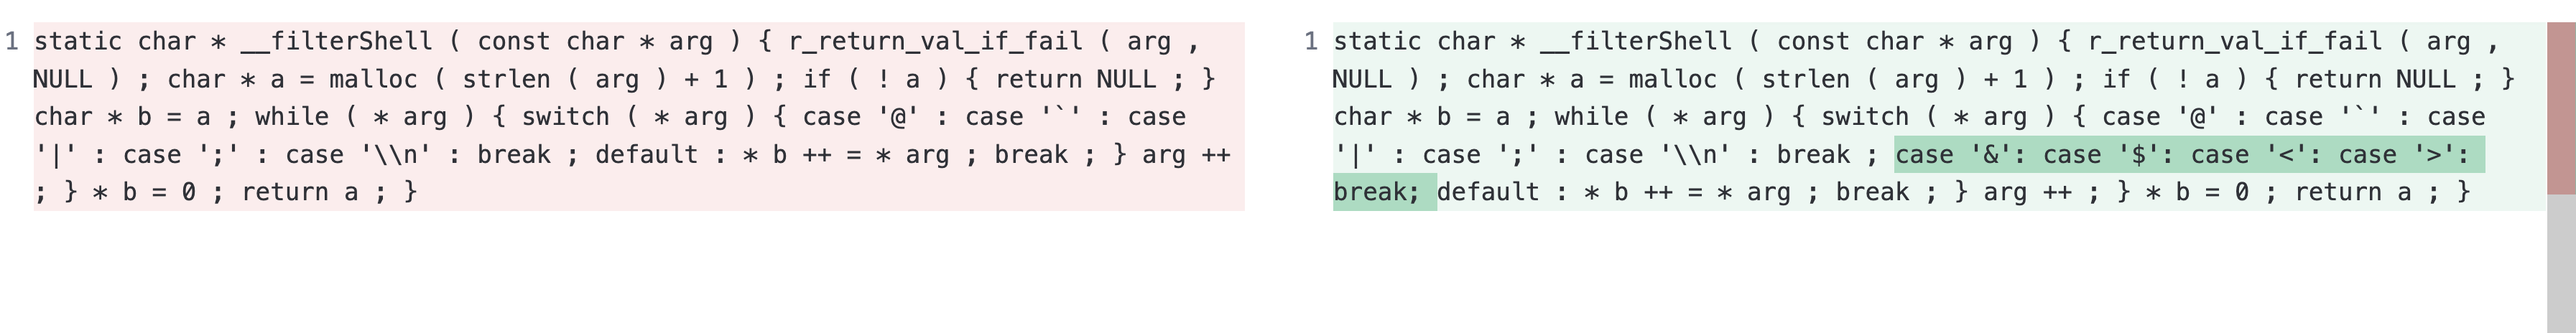 1 static char * __filterShell ( const char * arg ) { r_return_val_if_fail ( arg ,
NULL ) ; char * a = malloc ( strlen ( arg ) + 1 ) ; if ( ! a ) { return NULL ; }
char * b = a ; while ( * arg ) { switch ( * arg ) { case '@' : case '`' : case
'|' : case ';' : case '\\n' : break ; default : * b ++ = * arg ; break ; } arg ++
; } * b = 0 ; return a ; }
1 static char * __filterShell ( const char * arg ) { r_return_val_if_fail ( arg ,
NULL ) ; char * a = malloc ( strlen ( arg ) + 1 ) ; if ( ! a ) { return NULL ; }
char * b = a ; while ( * arg ) { switch ( * arg ) { case '@' : case '`' : case
'|' : case ';' : case '\\n' : break ; case '&': case '$': case '<': case '>':
break; default : * b ++ = * arg ; break ; } arg ++ ; } * b = 0 ; return a ; }